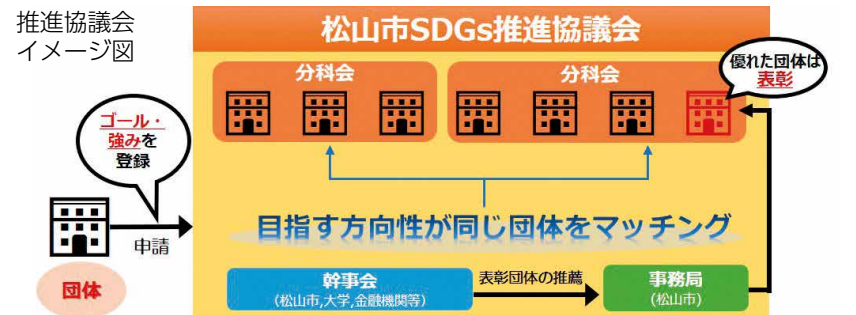 推進協議会
イメージ図
松山市SDGs推進協議会
分科会
分科会
優れた団体は
表彰
ゴール・
強みを
登録
申請
団体
目指す方向性が同じ団体をマッチング
幹事会
(松山市,大学,金融機関等)
表彰団体の推薦
事務局
(松山市)